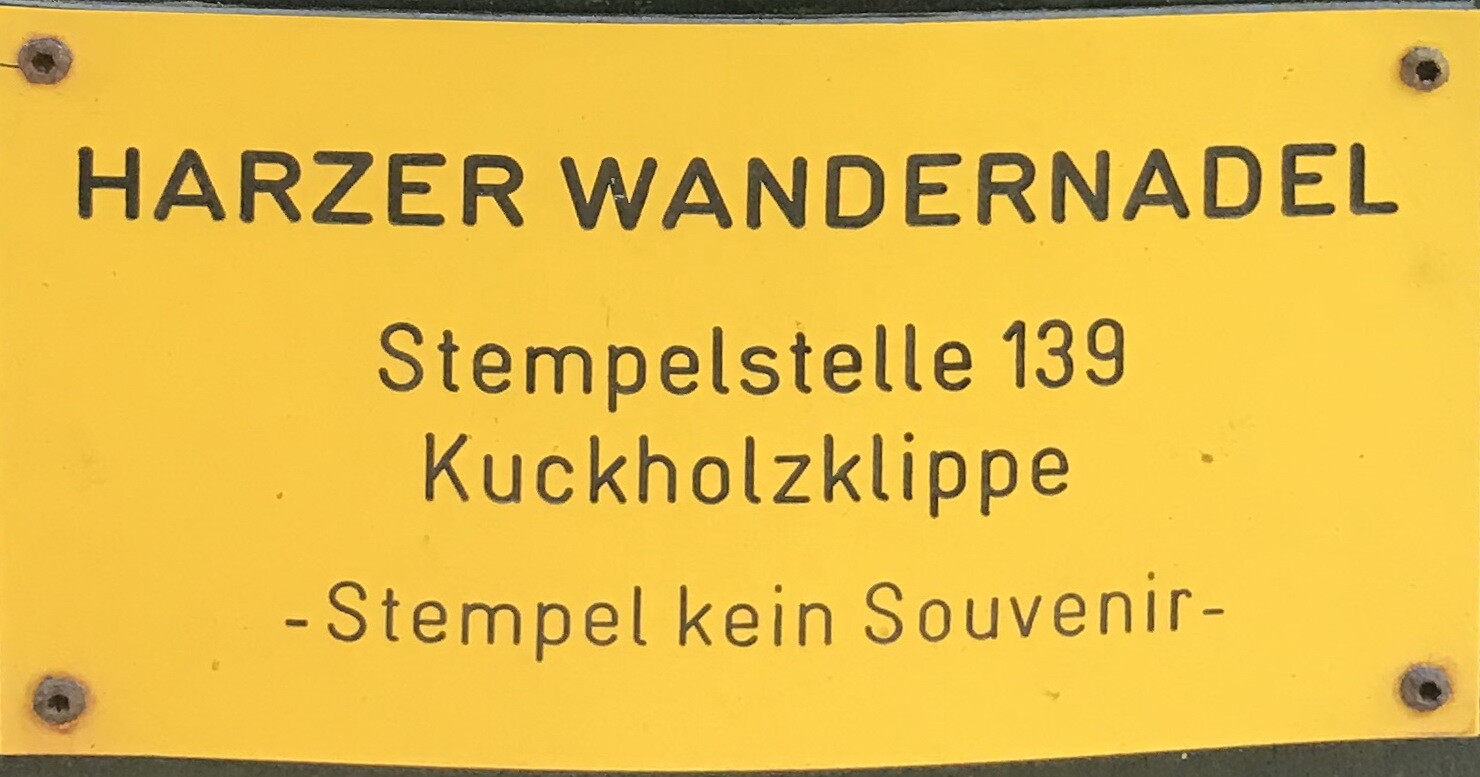 HARZER WANDERNADEL
Stempelstelle 139
Kuckholzklippe
-Stempel kein Souvenir-